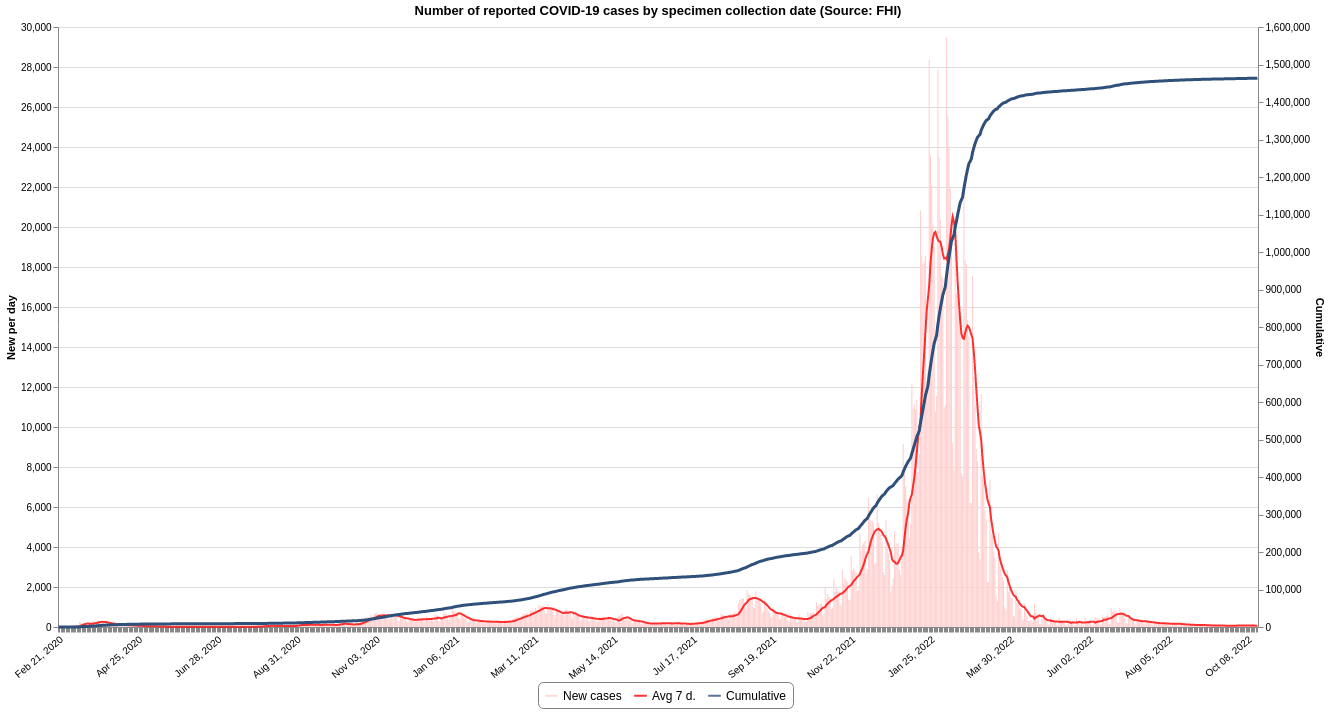 Number of reported COVID-19 cases by specimen collection date (Source: FHI)
30,000
28,000
26,000
24,000
22,000
20,000
18,000
16,000
14,000
12,000
10,000
8,000
6,000
4,000
2,000
0
New per day
1,600,000
1,500,000
1,400,000
1,300,000
1,200,000
1,100,000
1,000,000
900,000
800,000
700,000
600,000
500,000
400,000
300,000
200,000
100,000
0
Cumulative
Feb 21, 2020
Apr 25, 2020
Jun 28, 2020
Aug 31, 2020
Nov 03, 2020
Jan 06, 2021
Mar 11, 2021
May 14, 2021
Jul 17, 2021
Sep 19, 2021
Nov 22, 2021
Jan 25, 2022
Mar 30, 2022
Jun 02, 2022
Aug 05, 2022
Oct 08, 2022
New cases Avg 7 d. Cumulative